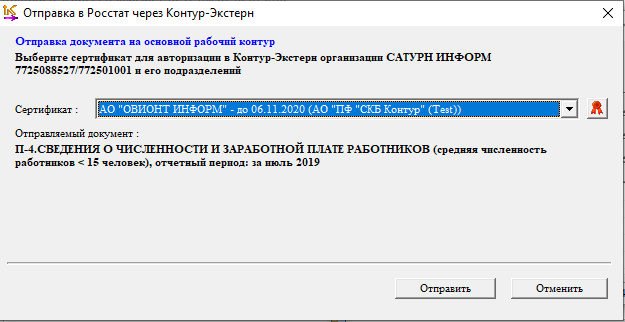 Отправка в Росстат через Контур-Экстерн
Отправка документа на основной рабочий контур
Выберите сертификат для авторизации в Контур-Экстерн организации САТУРН ИНФОРМ
7725088527/772501001 и его подразделений
Сертификат : АО "ОВИОНТ ИНФОРМ" - до 06.11.2020 (АО "ПФ "СКБ Контур" (Test))
Отправляемый документ :
П-4.СВЕДЕНИЯ О ЧИСЛЕННОСТИ И ЗАРАБОТНОЙ ПЛАТЕ РАБОТНИКОВ (средняя численность
работников < 15 человек), отчетный период: за июль 2019
Отправить Отменить